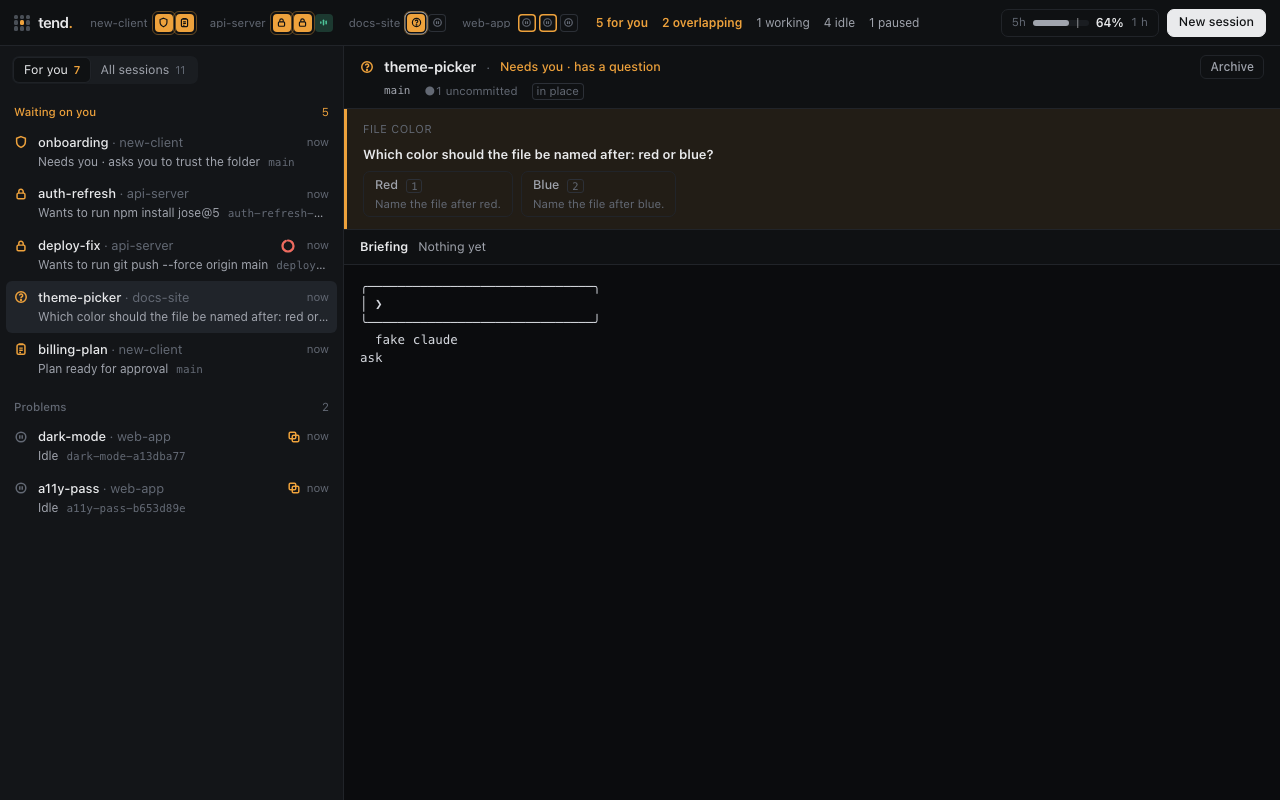 tend. new-client api-server docs-site web-app 5 for you 2 overlapping 1 working 4 idle 1 paused 5h 64% 1 h New session
For you 7 All sessions 11
Waiting on you 5
onboarding · new-client now
Needs you · asks you to trust the folder main
auth-refresh · api-server now
Wants to run npm install jose@5 auth-refresh-…
deploy-fix · api-server now
Wants to run git push --force origin main deploy…
theme-picker · docs-site now
Which color should the file be named after: red or…
billing-plan · new-client now
Plan ready for approval main
Problems 2
dark-mode · web-app now
Idle dark-mode-a13dba77
a11y-pass · web-app now
Idle a11y-pass-b653d89e
theme-picker · Needs you · has a question Archive
main 1 uncommitted in place
FILE COLOR
Which color should the file be named after: red or blue?
Red 1 Blue 2
Name the file after red. Name the file after blue.
Briefing Nothing yet
❯
fake claude
ask